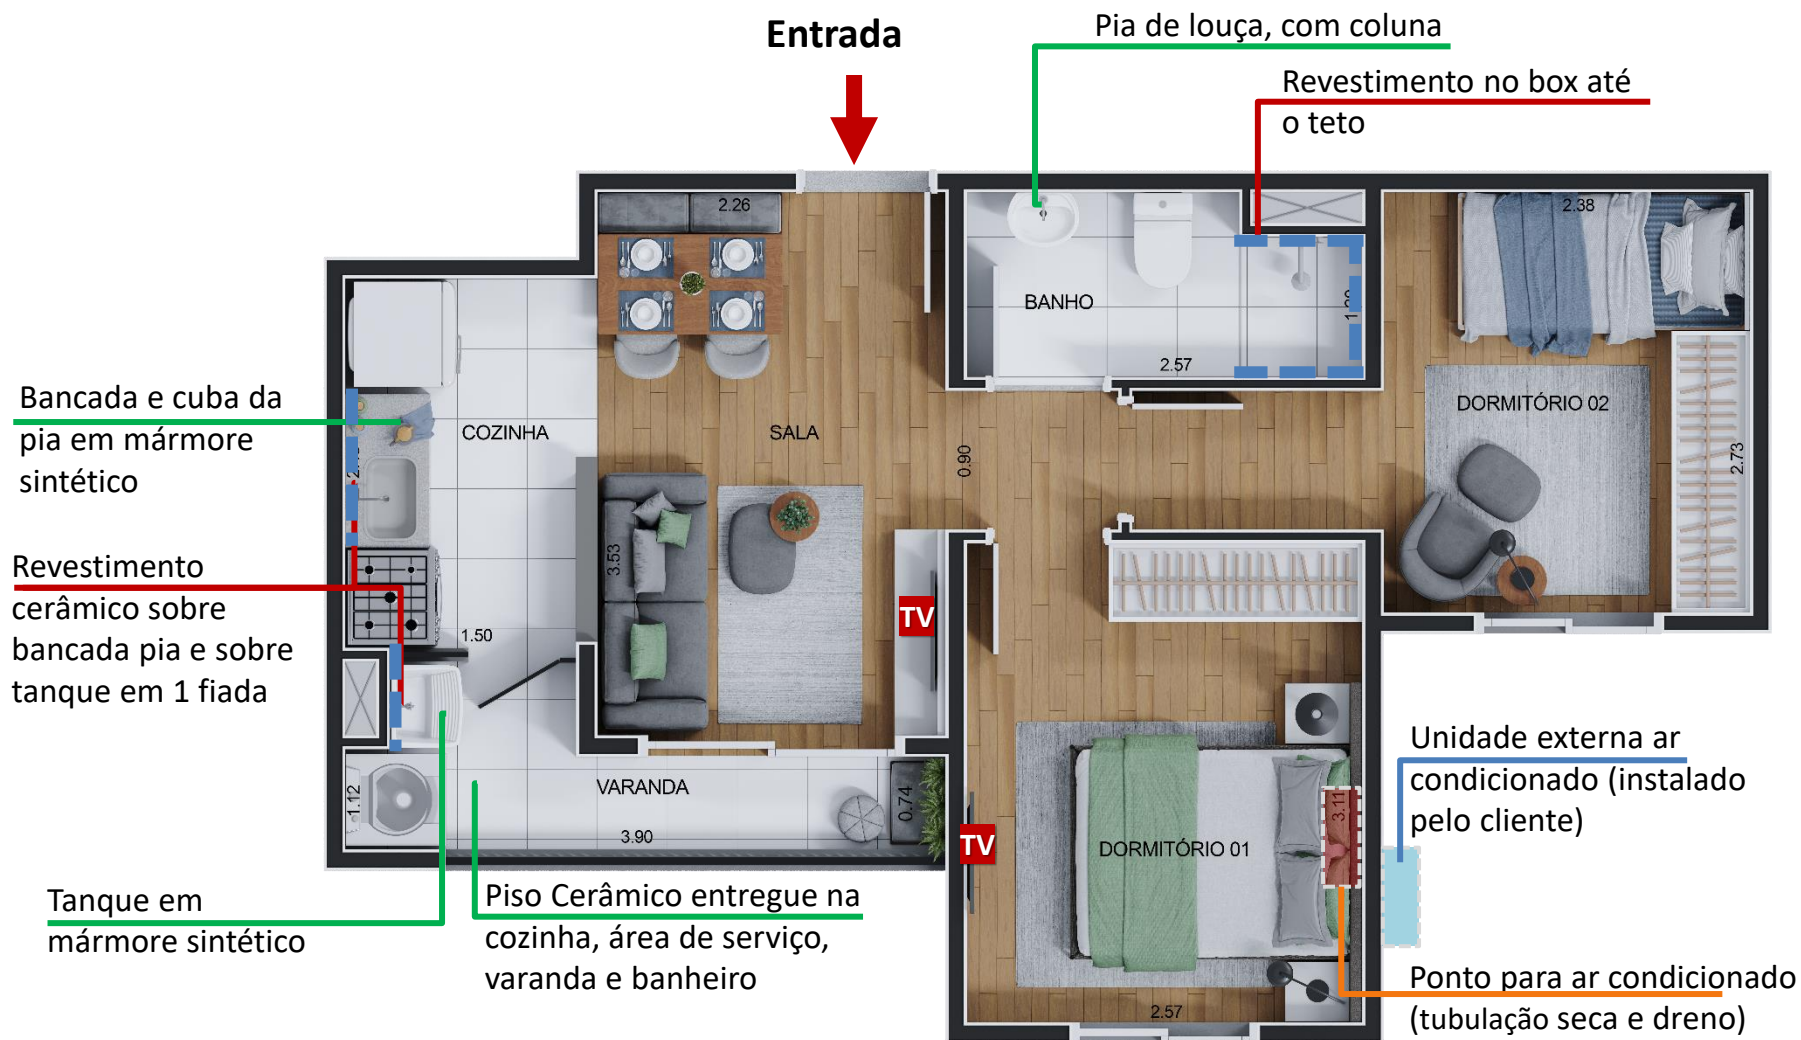 Entrada
Pia de louça, com coluna
Revestimento no box até
o teto
2.26
2.38
BANHO
2.57
Bancada e cuba da
pia em mármore
sintético
COZINHA
SALA
0.90
DORMITÓRIO 02
2.73
Revestimento
cerâmico sobre
bancada pia e sobre
tanque em 1 fiada
3.53
TV
1.50
Unidade externa ar
condicionado (instalado
pelo cliente)
VARANDA
1.12
0.74
3.90
3.11
TV
DORMITÓRIO 01
Tanque em
mármore sintético
Piso Cerâmico entregue na
cozinha, área de serviço,
varanda e banheiro
2.57
Ponto para ar condicionado
(tubulação seca e dreno)